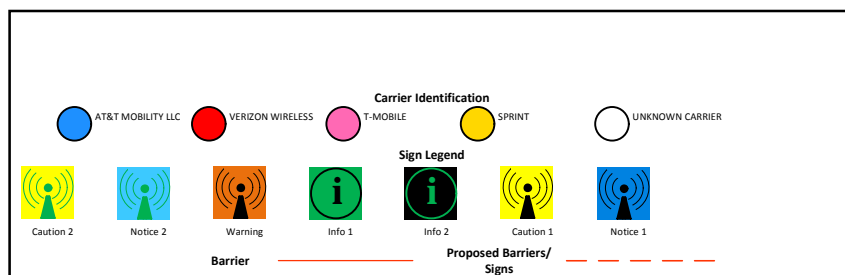 Carrier Identification
AT&T MOBILITY LLC VERIZON WIRELESS T-MOBILE SPRINT UNKNOWN CARRIER
Sign Legend
i i
Caution 2 Notice 2 Warning Info 1 Info 2 Caution 1 Notice 1
Barrier Proposed Barriers/
Signs